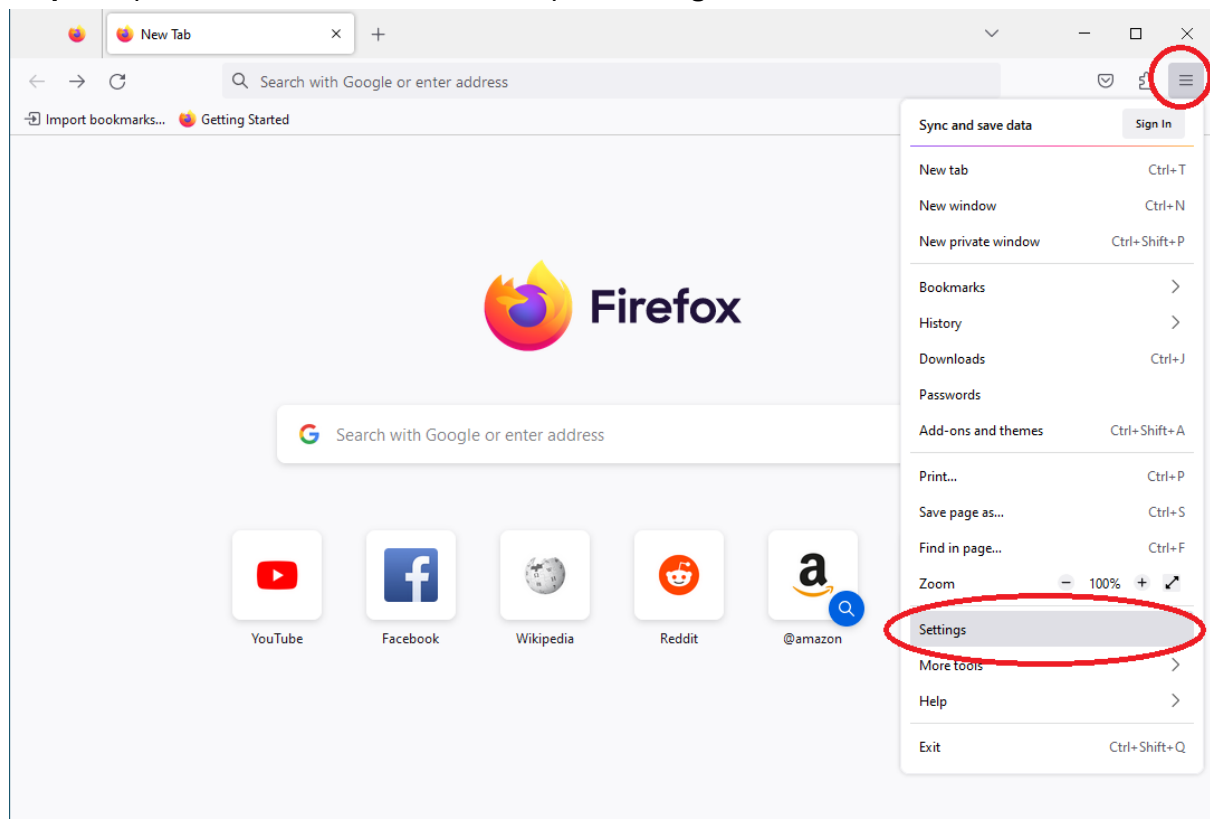 New Tab
Search with Google or enter address
Import bookmarks... Getting Started
Sync and save data Sign In
New tab Ctrl+T
New window Ctrl+N
New private window Ctrl+Shift+P
Bookmarks
History
Downloads Ctrl+J
Passwords
Add-ons and themes Ctrl+Shift+A
Print... Ctrl+P
Save page as... Ctrl+S
Find in page... Ctrl+F
Zoom - 100% +
Settings
More tools
Help
Exit Ctrl+Shift+Q
Firefox
Search with Google or enter address
YouTube Facebook Wikipedia Reddit @amazon